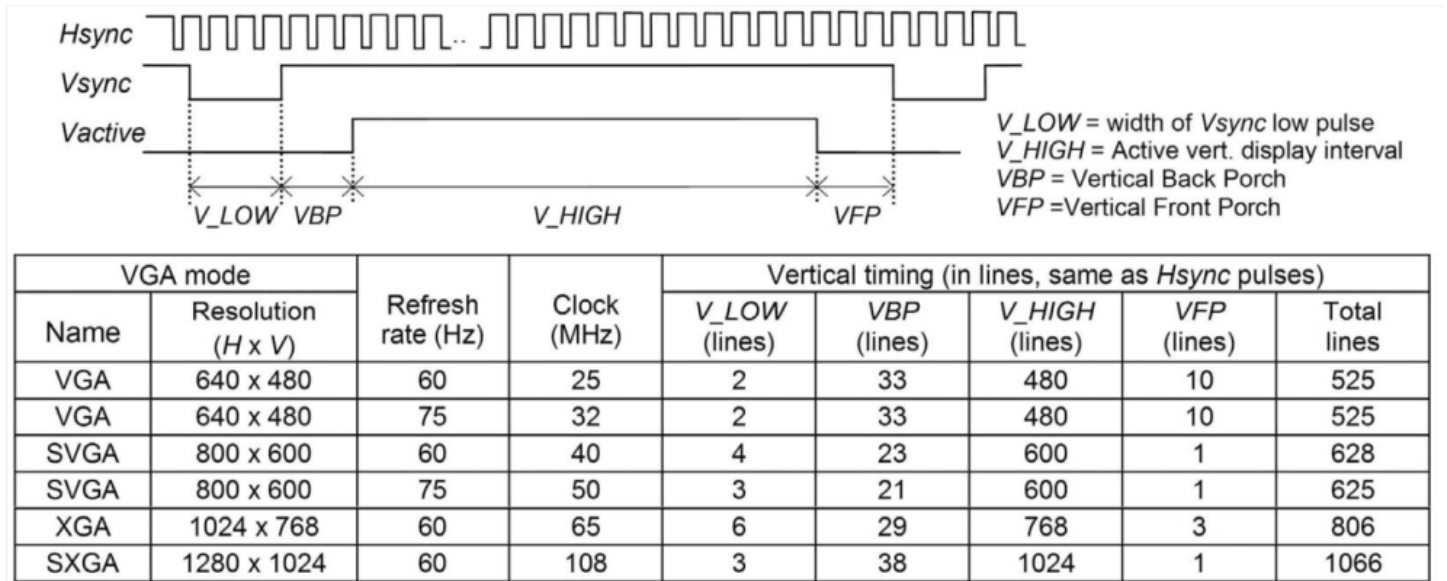 Hsync
Vsync
Vactive
V_LOW = width of Vsync low pulse
V_HIGH = Active vert. display interval
VBP = Vertical Back Porch
VFP =Vertical Front Porch
V_LOW VBP V_HIGH VFP
VGA mode Refresh rate (Hz) Clock (MHz) Vertical timing (in lines, same as Hsync pulses)
Name Resolution (H x V) V_LOW (lines) VBP (lines) V_HIGH (lines) VFP (lines) Total lines
VGA 640 x 480 60 25 2 33 480 10 525
VGA 640 x 480 75 32 2 33 480 10 525
SVGA 800 x 600 60 40 4 23 600 1 628
SVGA 800 x 600 75 50 3 21 600 1 625
XGA 1024 x 768 60 65 6 29 768 3 806
SXGA 1280 x 1024 60 108 3 38 1024 1 1066